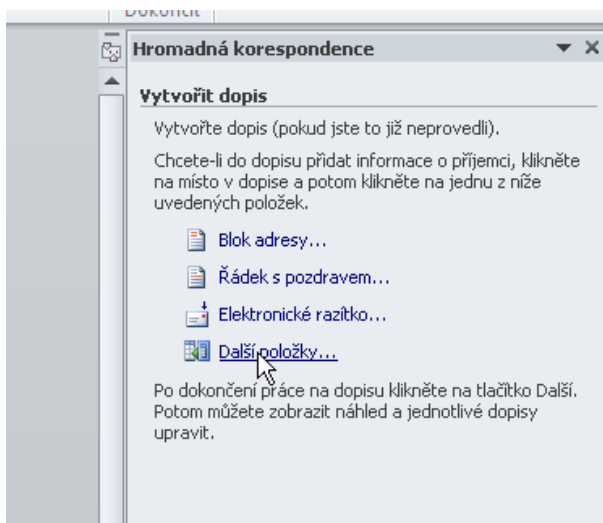 Dokončit
Hromadná korespondence
Vytvořit dopis
Vytvořte dopis (pokud jste to již neprovedli).
Chcete-li do dopisu přidat informace o příjemci, klikněte
na místo v dopise a potom klikněte na jednu z níže
uvedených položek.
Blok adresy...
Řádek s pozdravem...
Elektronické razítko...
Další položky...
Po dokončení práce na dopisu klikněte na tlačítko Další.
Potom můžete zobrazit náhled a jednotlivé dopisy
upravit.